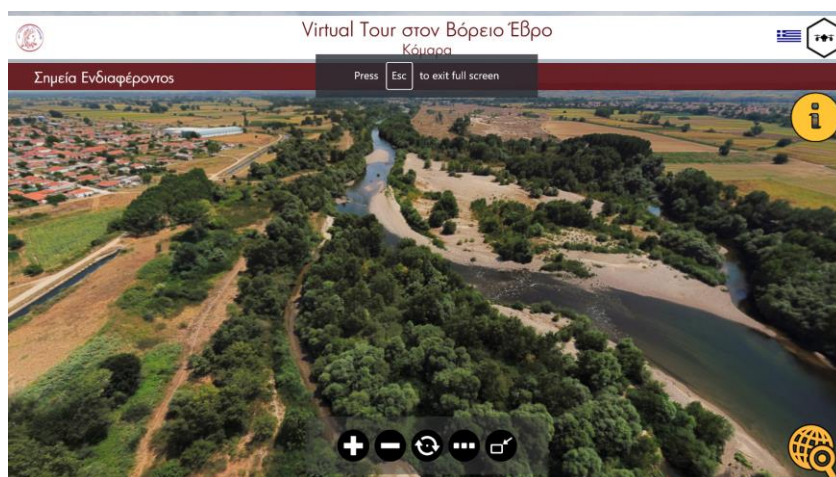 Virtual Tour στον Βόρειο Έβρο
Κόμαρα
Σημεία Ενδιαφέροντος
Press Esc to exit full screen
i